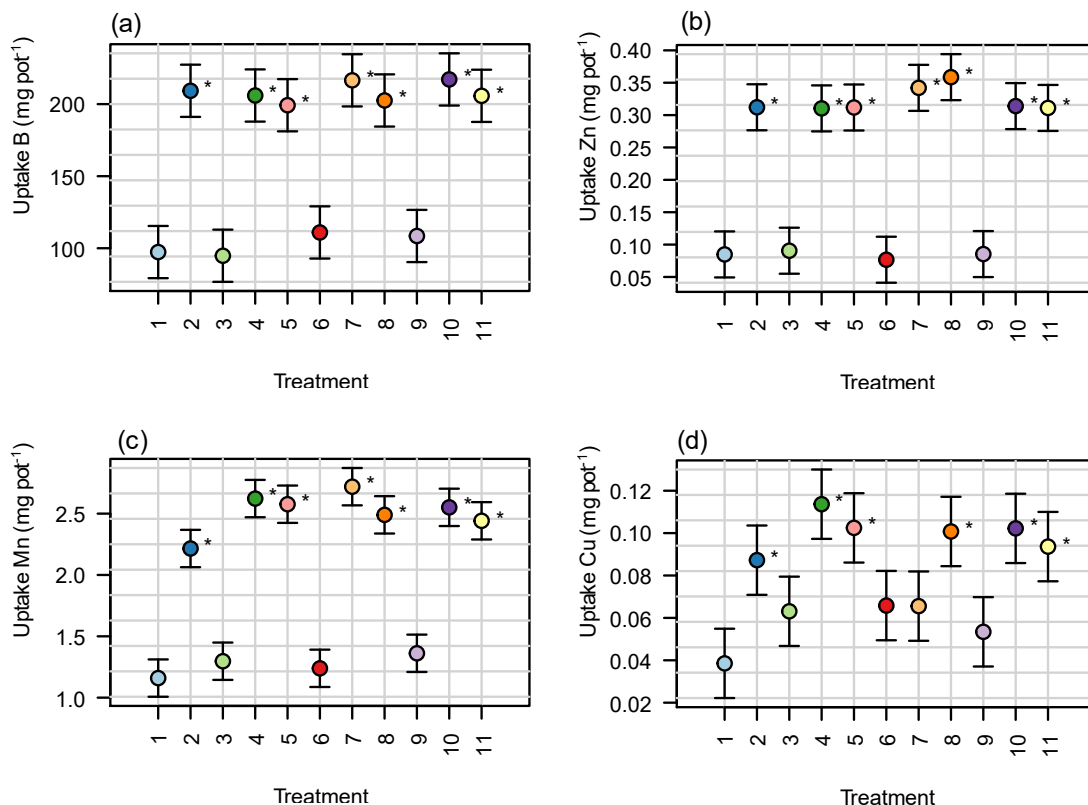 (a)
Uptake B (mg pot⁻¹)
200
150
100
* * * * * * *
1 2 3 4 5 6 7 8 9 10 11
Treatment
(b)
Uptake Zn (mg pot⁻¹)
0.40
0.35
0.30
0.25
0.20
0.15
0.10
0.05
* * * * * * *
1 2 3 4 5 6 7 8 9 10 11
Treatment
(c)
Uptake Mn (mg pot⁻¹)
2.5
2.0
1.5
1.0
* * * * * * *
1 2 3 4 5 6 7 8 9 10 11
Treatment
(d)
Uptake Cu (mg pot⁻¹)
0.12
0.10
0.08
0.06
0.04
0.02
* * * * * *
1 2 3 4 5 6 7 8 9 10 11
Treatment